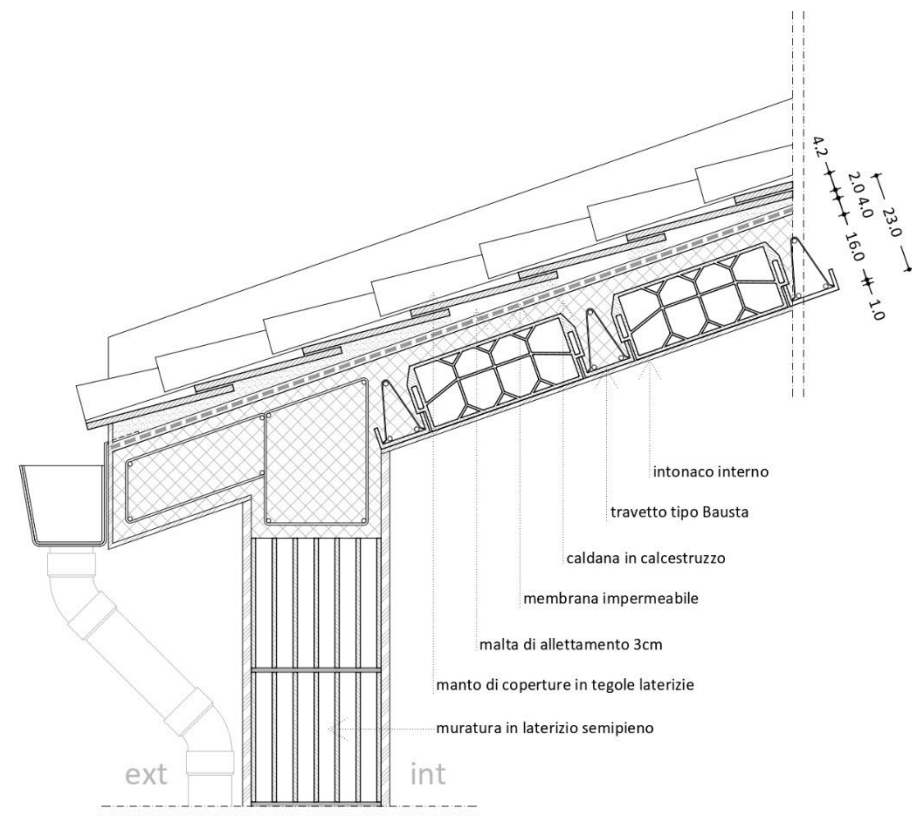 4.2
2.0 4.0
23.0
16.0
1.0
intonaco interno
travetto tipo Bausta
caldana in calcestruzzo
membrana impermeabile
malta di allettamento 3cm
manto di coperture in tegole laterizie
muratura in laterizio semipieno
ext
int